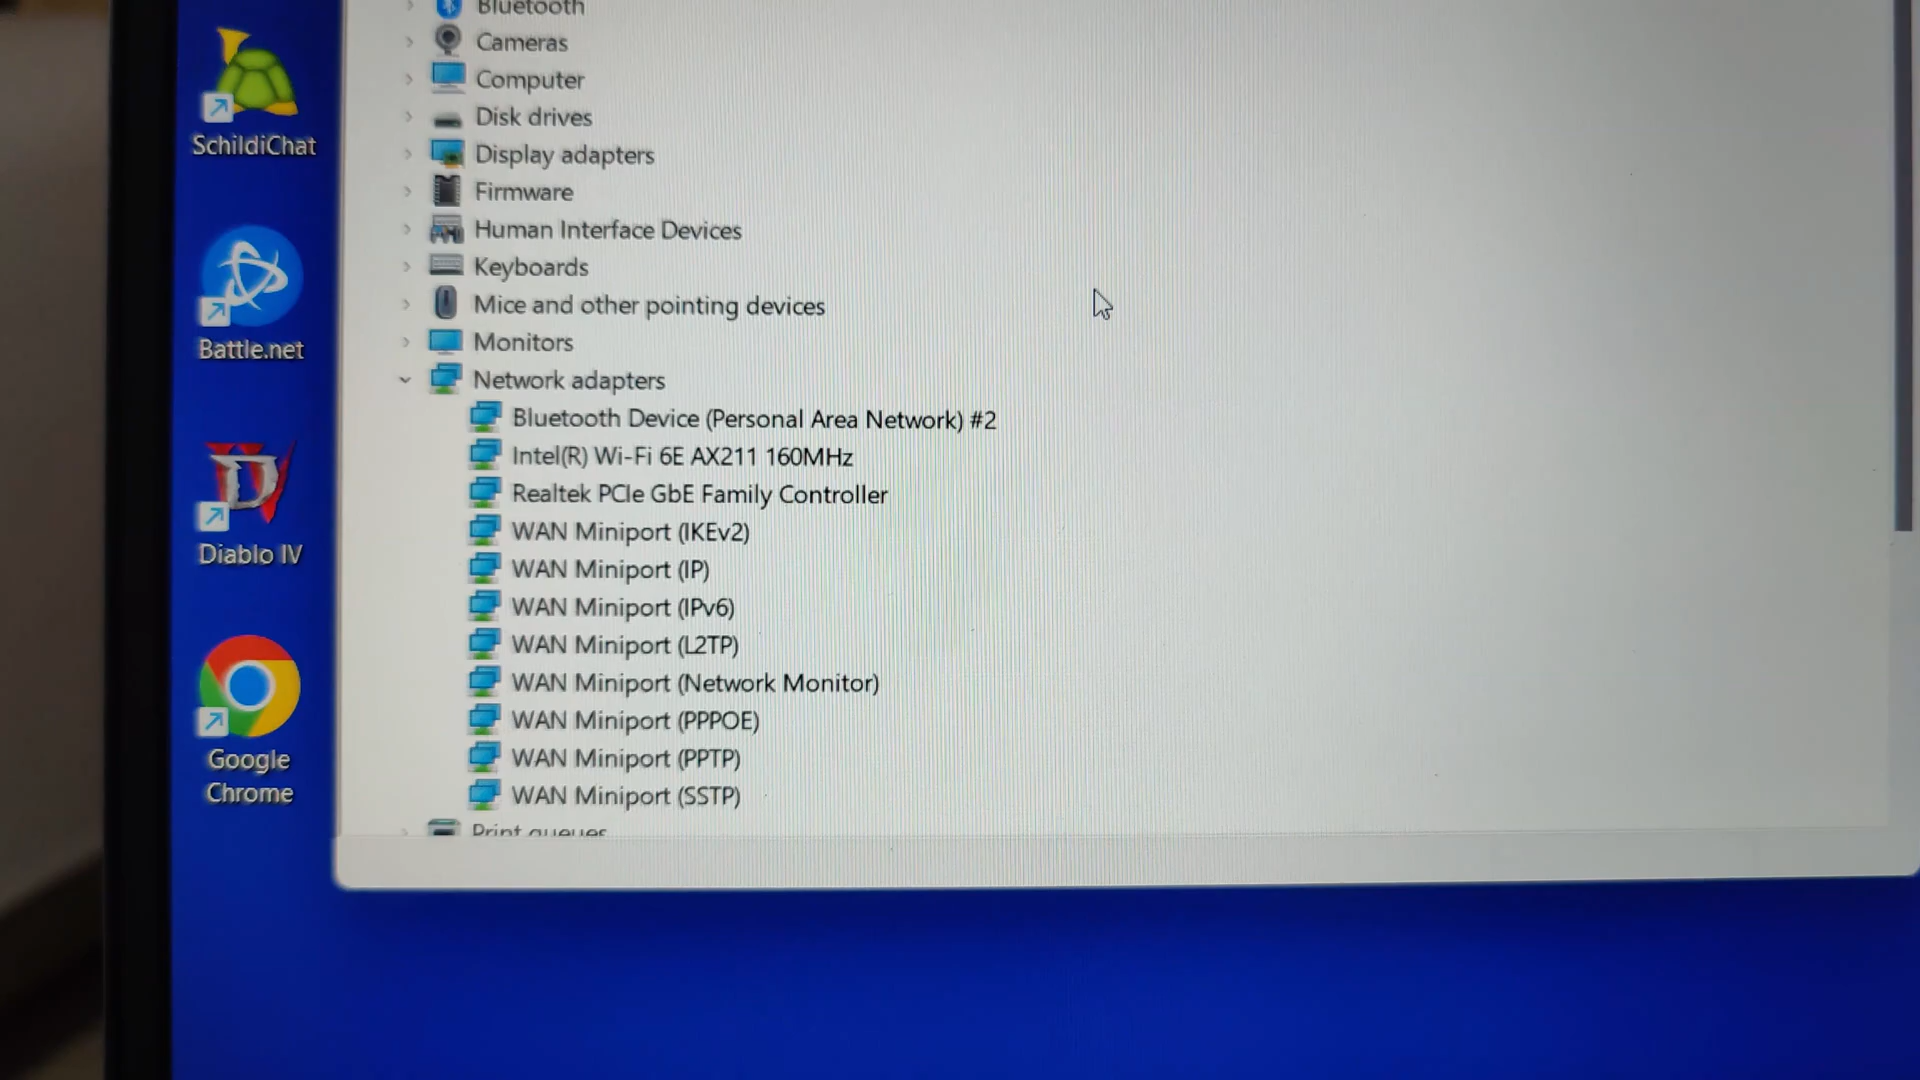 Bluetooth
Cameras
Computer
Disk drives
Display adapters
Firmware
Human Interface Devices
Keyboards
Mice and other pointing devices
Monitors
Network adapters
Bluetooth Device (Personal Area Network) #2
Intel(R) Wi-Fi 6E AX211 160MHz
Realtek PCIe GbE Family Controller
WAN Miniport (IKEv2)
WAN Miniport (IP)
WAN Miniport (IPv6)
WAN Miniport (L2TP)
WAN Miniport (Network Monitor)
WAN Miniport (PPPOE)
WAN Miniport (PPTP)
WAN Miniport (SSTP)
Print queues
SchildiChat
Battle.net
Diablo IV
Google
Chrome